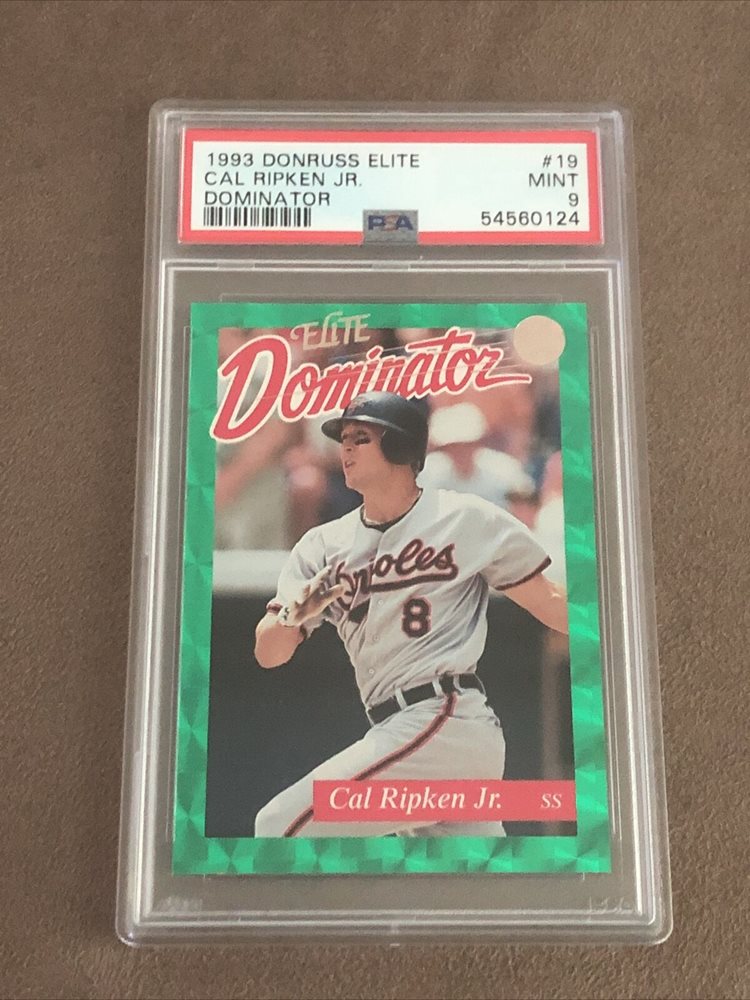 1993 DONRUSS ELITE #19
CAL RIPKEN JR. MINT
DOMINATOR 9
PSA 54560124
ELITE
Dominator
Orioles
8
Cal Ripken Jr. SS